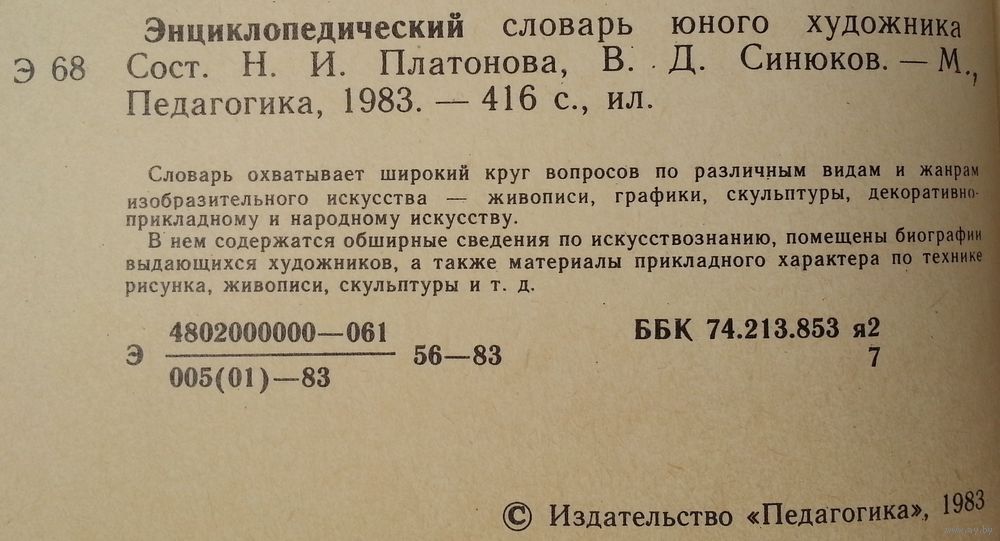 Энциклопедический словарь юного художника
Э 68 Сост. Н. И. Платонова, В. Д. Синюков. — М.,
Педагогика, 1983. — 416 с., ил.
Словарь охватывает широкий круг вопросов по различным видам и жанрам
изобразительного искусства — живописи, графики, скульптуры, декоративно-
прикладному и народному искусству.
В нем содержатся обширные сведения по искусствознанию, помещены биографии
выдающихся художников, а также материалы прикладного характера по технике
рисунка, живописи, скульптуры и т. д.
4802000000—061
Э 56—83
005(01)—83
ББК 74.213.853 я2
7
© Издательство «Педагогика», 1983
www.ay.by